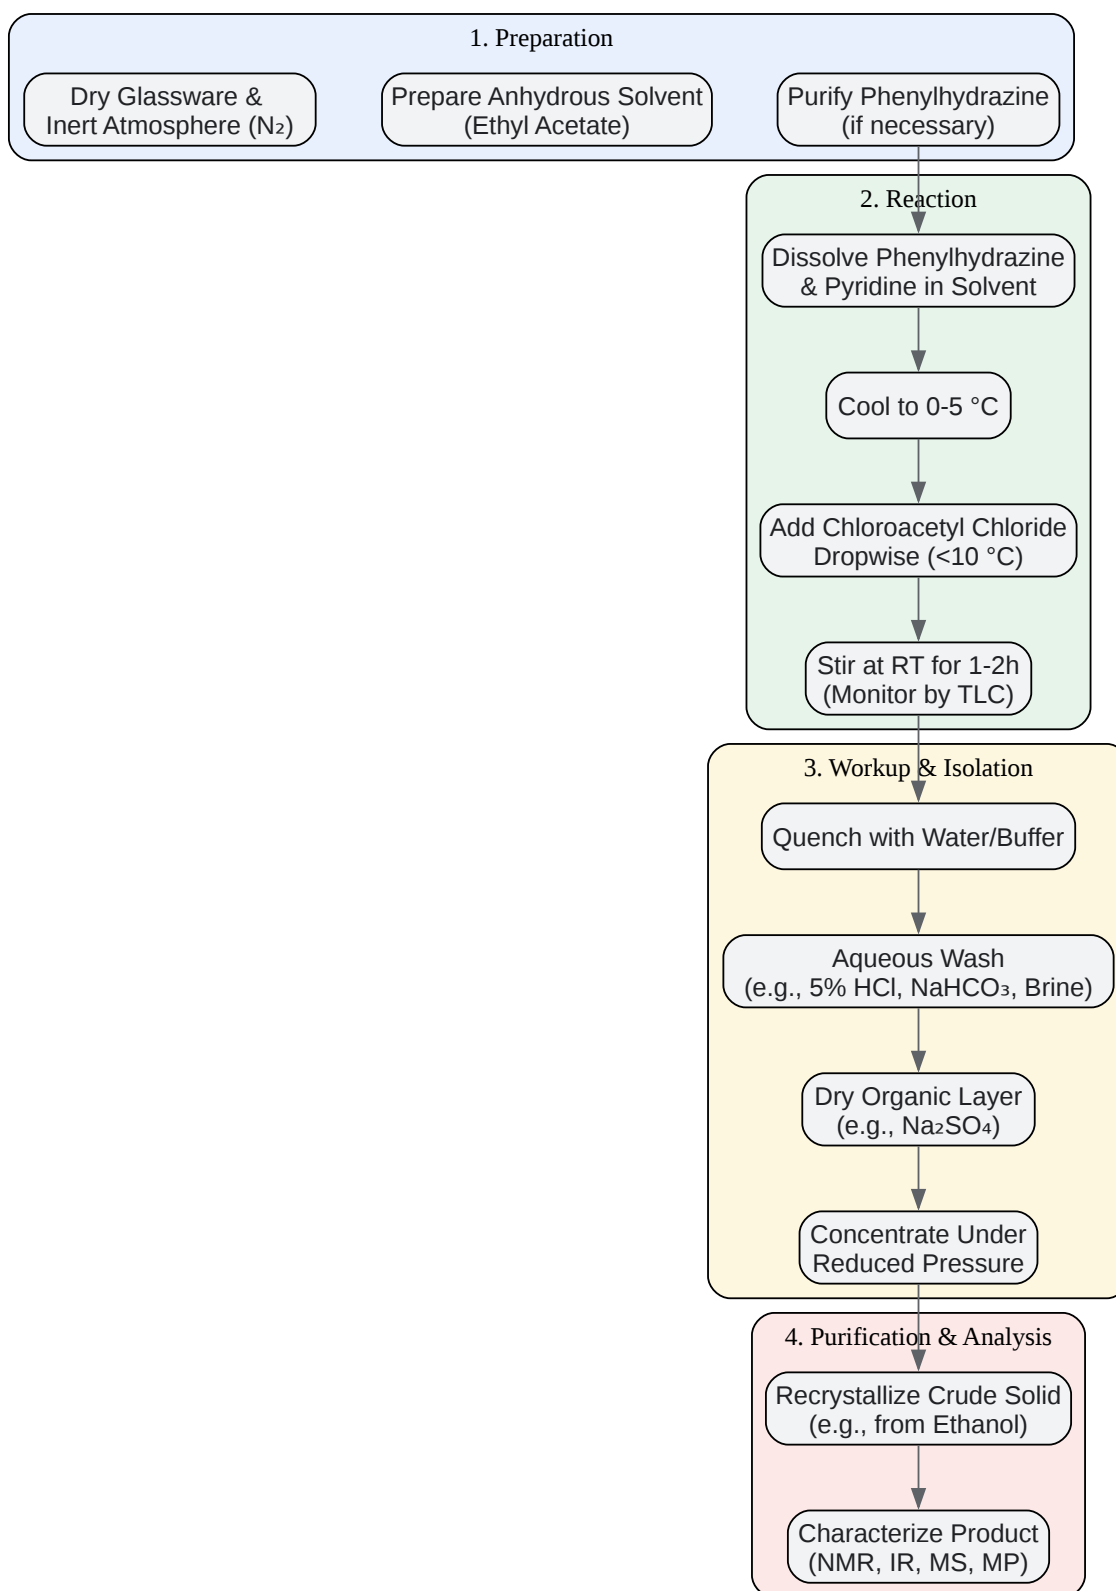 1. Preparation
Dry Glassware &
Inert Atmosphere (N₂)
Prepare Anhydrous Solvent
(Ethyl Acetate)
Purify Phenylhydrazine
(if necessary)
2. Reaction
Dissolve Phenylhydrazine
& Pyridine in Solvent
Cool to 0-5 °C
Add Chloroacetyl Chloride
Dropwise (<10 °C)
Stir at RT for 1-2h
(Monitor by TLC)
3. Workup & Isolation
Quench with Water/Buffer
Aqueous Wash
(e.g., 5% HCl, NaHCO₃, Brine)
Dry Organic Layer
(e.g., Na₂SO₄)
Concentrate Under
Reduced Pressure
4. Purification & Analysis
Recrystallize Crude Solid
(e.g., from Ethanol)
Characterize Product
(NMR, IR, MS, MP)